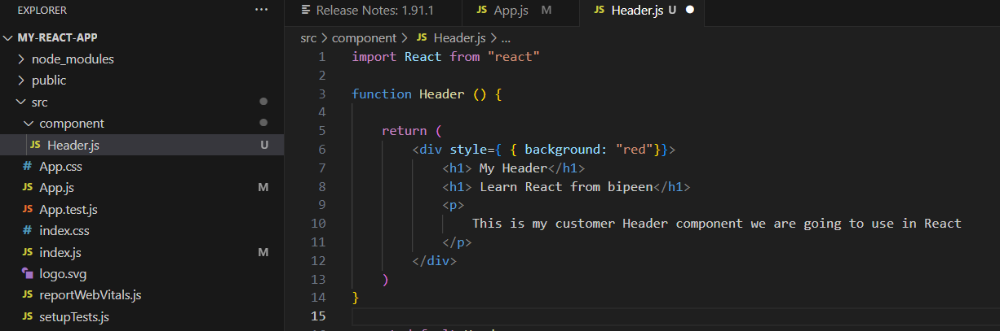 EXPLORER ...
MY-REACT-APP
node_modules
public
src
component
JS Header.js U
# App.css
JS App.js M
JS App.test.js
# index.css
JS index.js M
logo.svg
JS reportWebVitals.js
JS setupTests.js
Release Notes: 1.91.1 JS App.js M JS Header.js U
src > component > JS Header.js > ...
1 import React from "react"
2
3 function Header () {
4
5 return (
6 <div style={ { background: "red"}}>
7 <h1> My Header</h1>
8 <h1> Learn React from bipeen</h1>
9 <p>
10 This is my customer Header component we are going to use in React
11 </p>
12 </div>
13 )
14 }
15